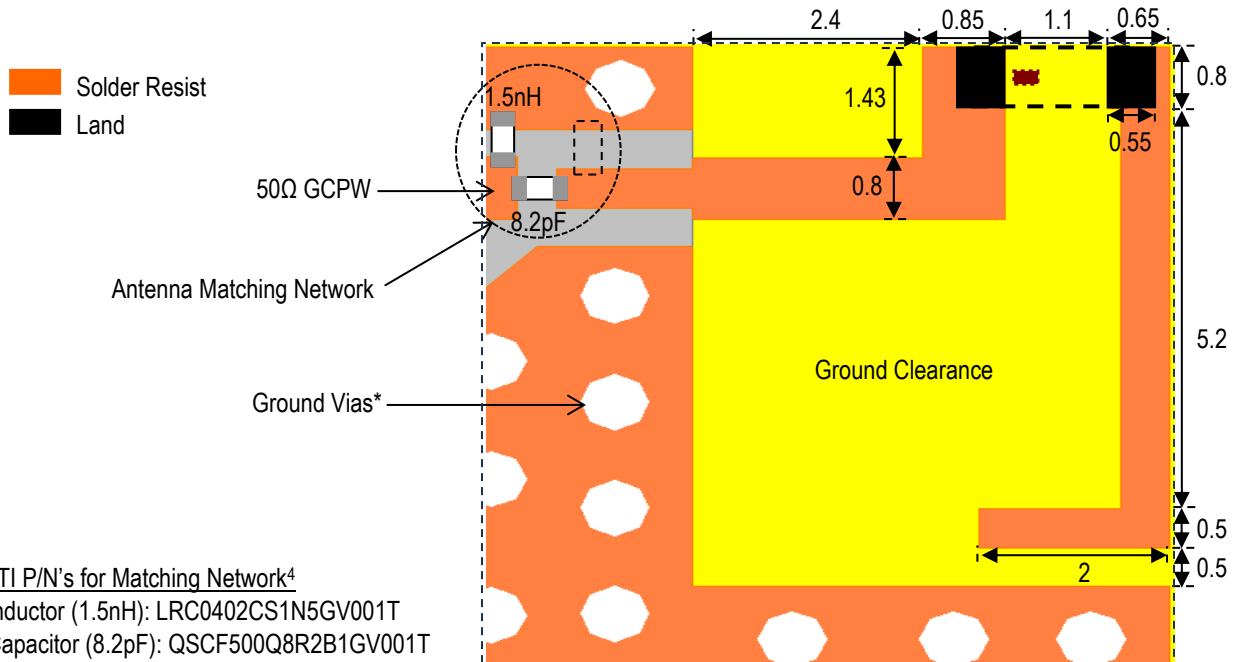 2.4
0.85
1.1
0.65
Solder Resist
Land
1.5nH
1.43
0.8
0.55
50Ω GCPW
0.8
8.2pF
Antenna Matching Network
5.2
Ground Clearance
Ground Vias*
0.5
0.5
2
TI P/N's for Matching Network4
nductor (1.5nH): LRC0402CS1N5GV001T
Capacitor (8.2pF): QSCF500Q8R2B1GV001T